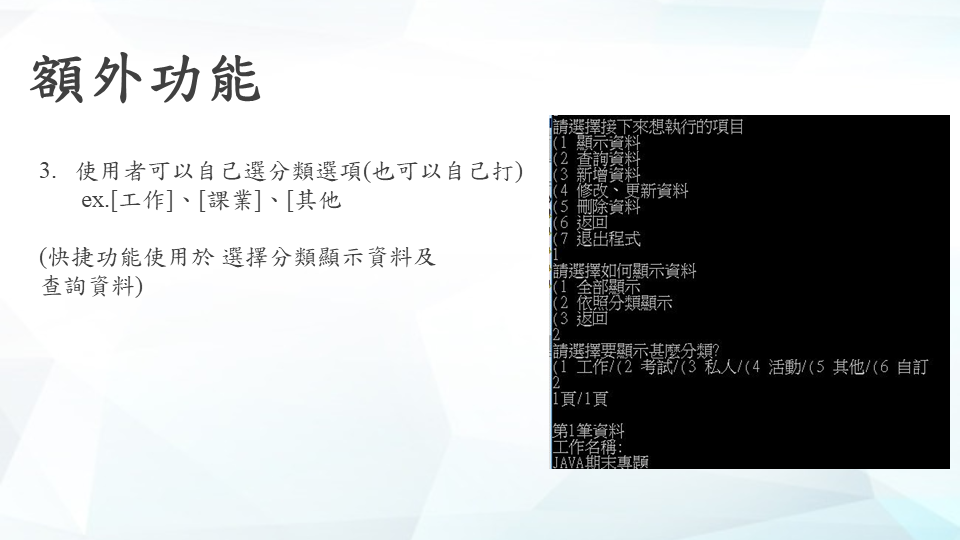 額外功能
3. 使用者可以自己選分類選項(也可以自己打)
ex.[工作]、[課業]、[其他
(快捷功能使用於 選擇分類顯示資料及
查詢資料)
請選擇接下來想執行的項目
(1 顯示資料
(2 查詢資料
(3 新增資料
(4 修改、更新資料
(5 刪除資料
(6 返回
(7 退出程式
1
請選擇如何顯示資料
(1 全部顯示
(2 依照分類顯示
(3 返回
2
請選擇要顯示甚麼分類?
(1 工作/(2 考試/(3 私人/(4 活動/(5 其他/(6 自訂
2
1頁/1頁
第1筆資料
工作名稱:
JAVA期末專題